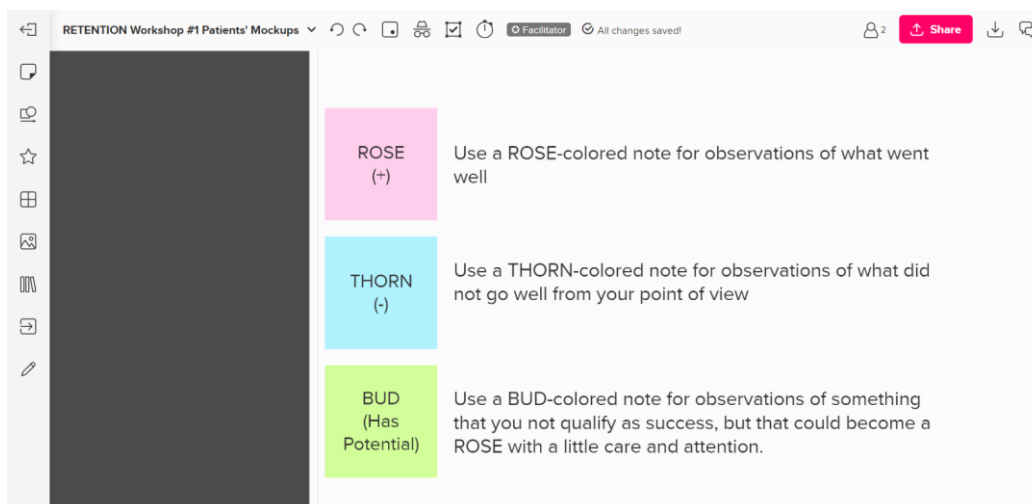 RETENTION Workshop #1 Patients' Mockups
Facilitator
All changes saved!
2
Share
ROSE
(+)
Use a ROSE-colored note for observations of what went
well
THORN
(-)
Use a THORN-colored note for observations of what did
not go well from your point of view
BUD
(Has
Potential)
Use a BUD-colored note for observations of something
that you not qualify as success, but that could become a
ROSE with a little care and attention.